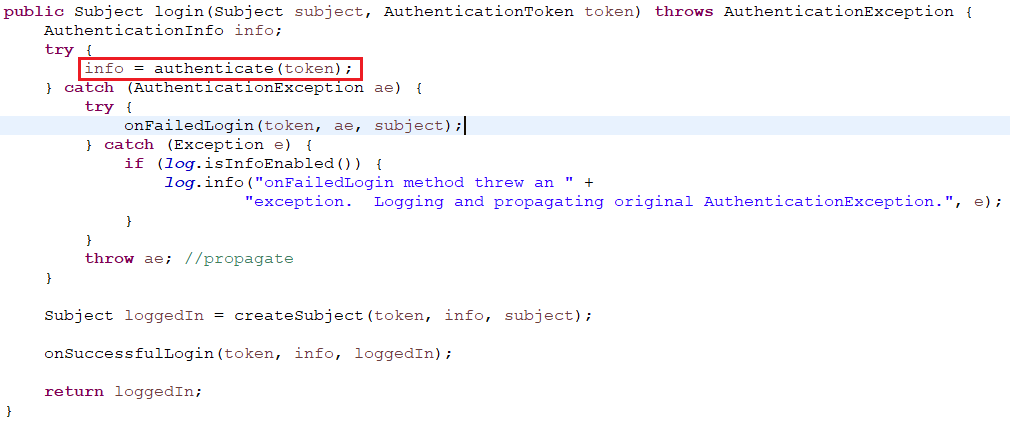 public Subject login(Subject subject, AuthenticationToken token) throws AuthenticationException {
    AuthenticationInfo info;
    try {
        info = authenticate(token);
    } catch (AuthenticationException ae) {
        try {
            onFailedLogin(token, ae, subject);
        } catch (Exception e) {
            if (log.isInfoEnabled()) {
                log.info("onFailedLogin method threw an " +
                        "exception.  Logging and propagating original AuthenticationException.", e);
            }
        }
        throw ae; //propagate
    }

    Subject loggedIn = createSubject(token, info, subject);

    onSuccessfulLogin(token, info, loggedIn);

    return loggedIn;
}